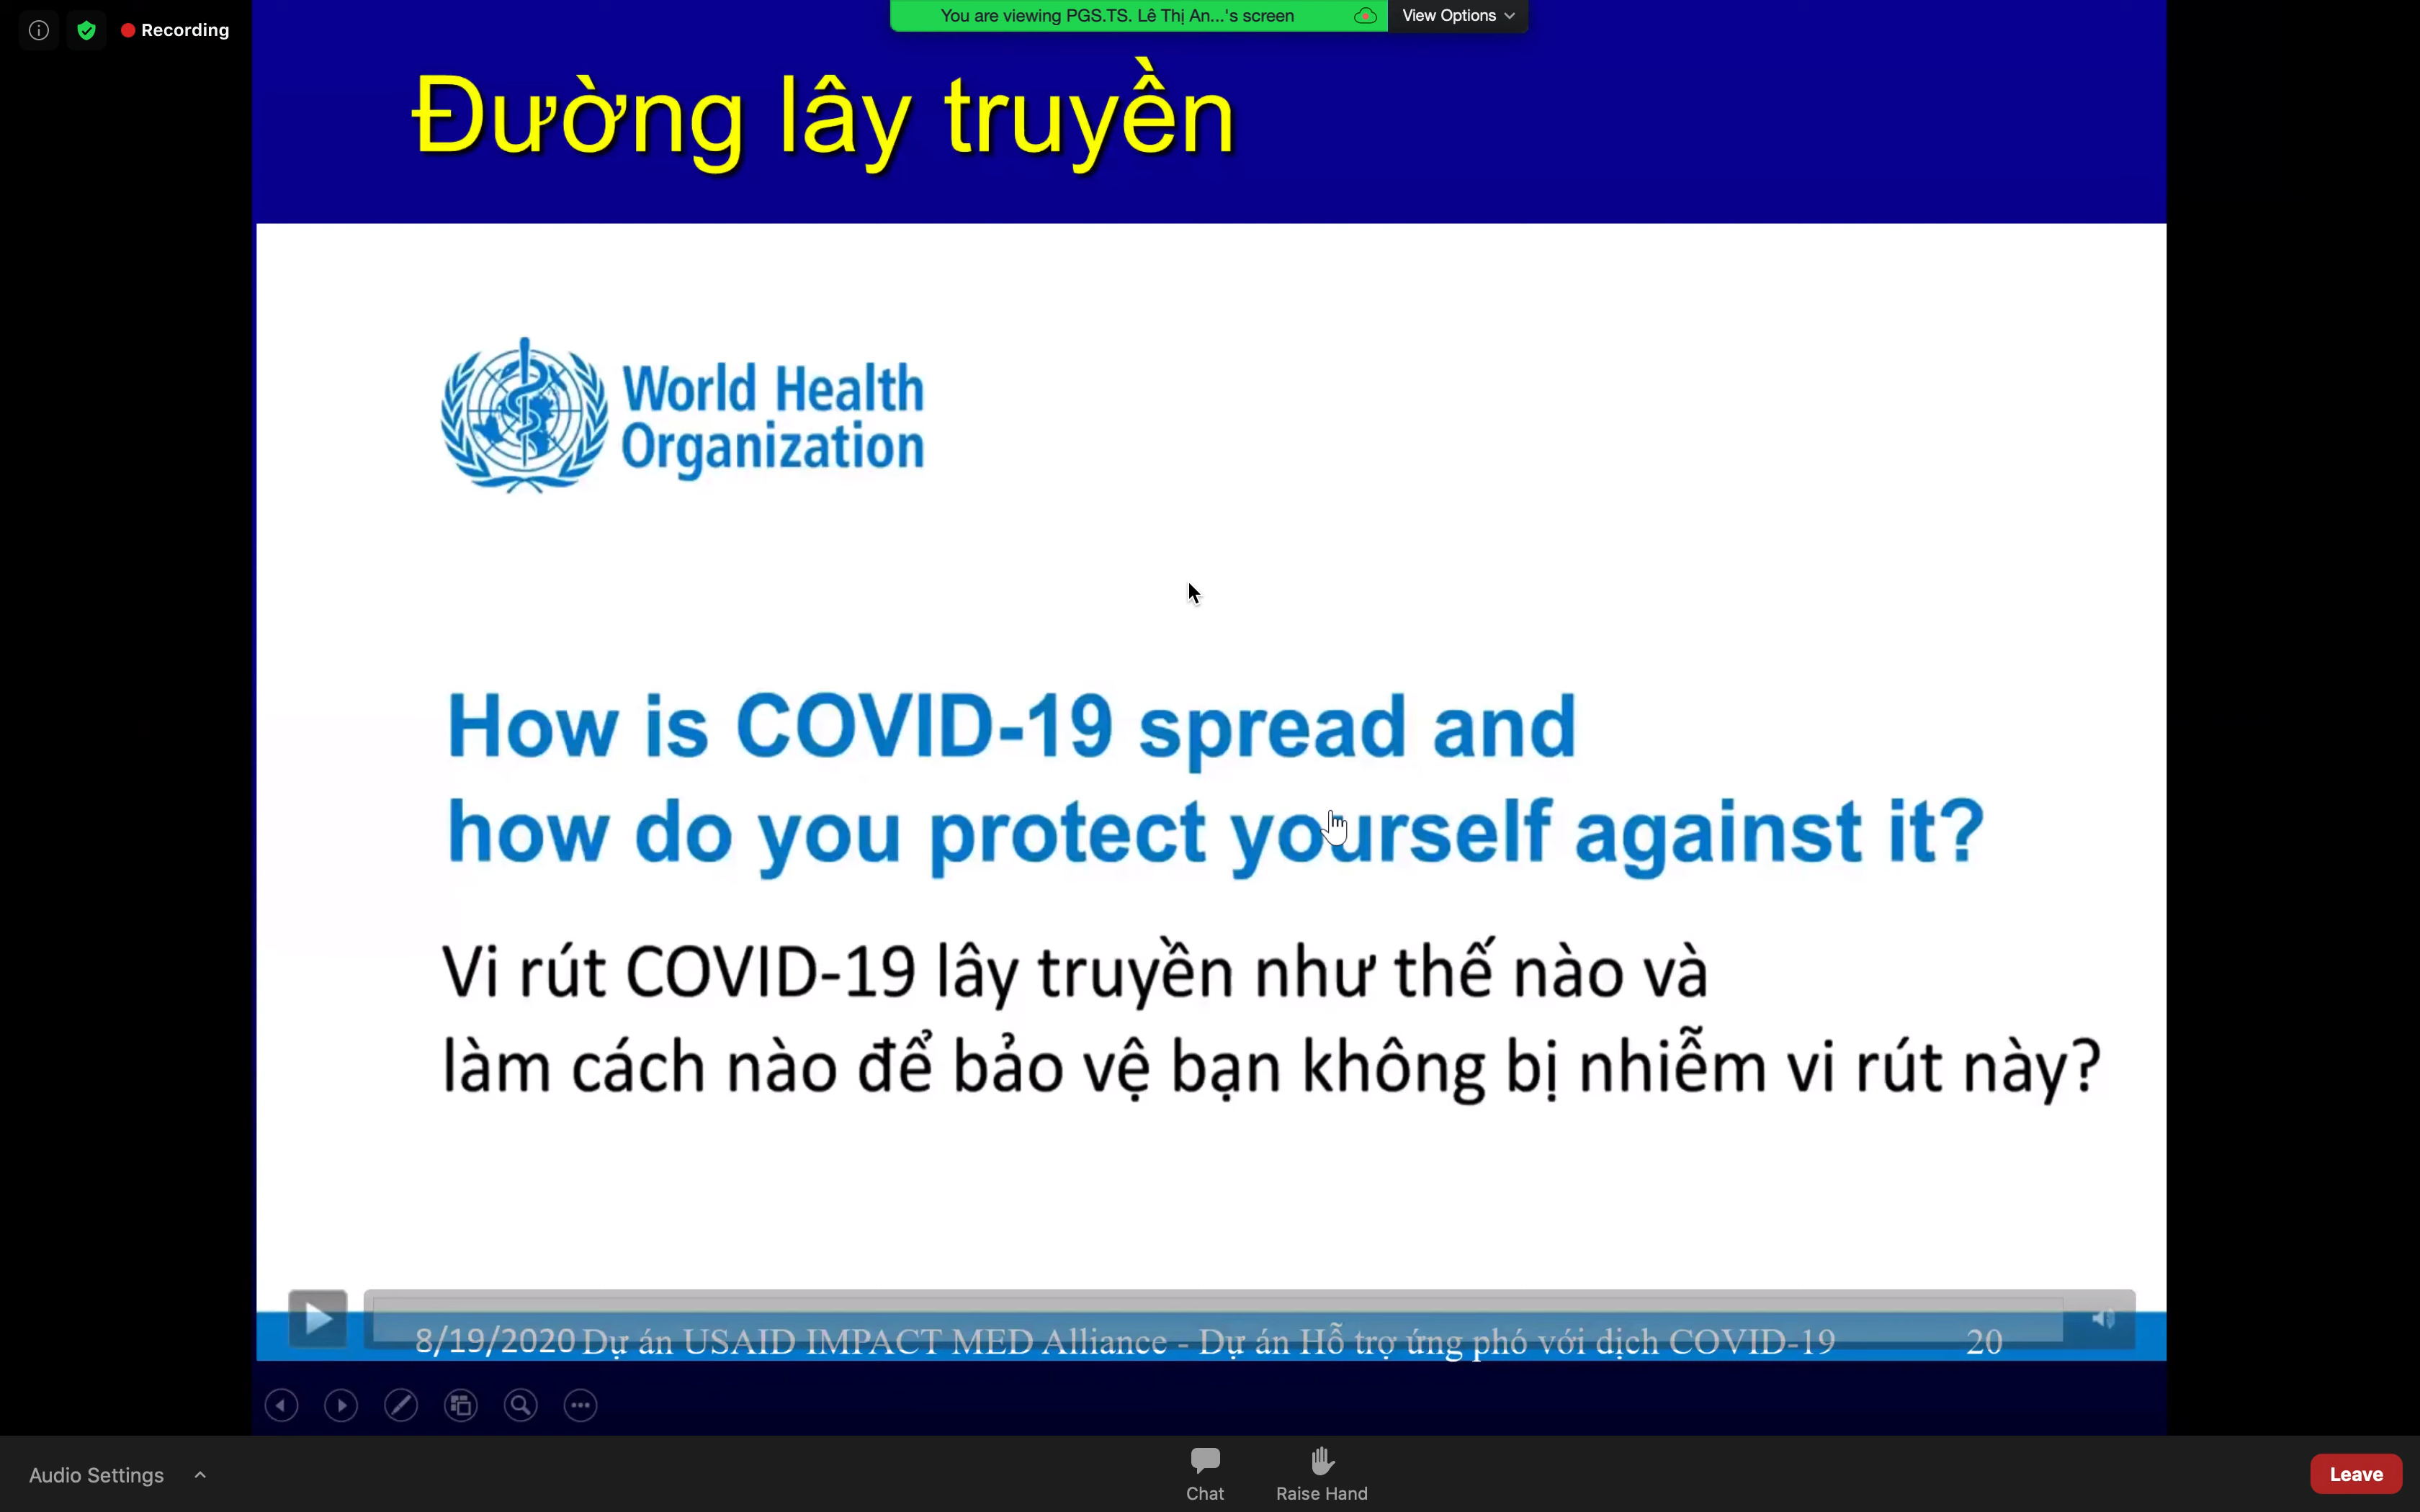 Recording
You are viewing PGS.TS. Lê Thị An...'s screen
View Options
Đường lây truyền
World Health
Organization
How is COVID-19 spread and
how do you protect yourself against it?
Vi rút COVID-19 lây truyền như thế nào và
làm cách nào để bảo vệ bạn không bị nhiễm vi rút này?
8/19/2020 Dự án USAID IMPACT MED Alliance - Dự án Hỗ trợ ứng phó với dịch COVID-19 20
Audio Settings
Chat
Raise Hand
Leave